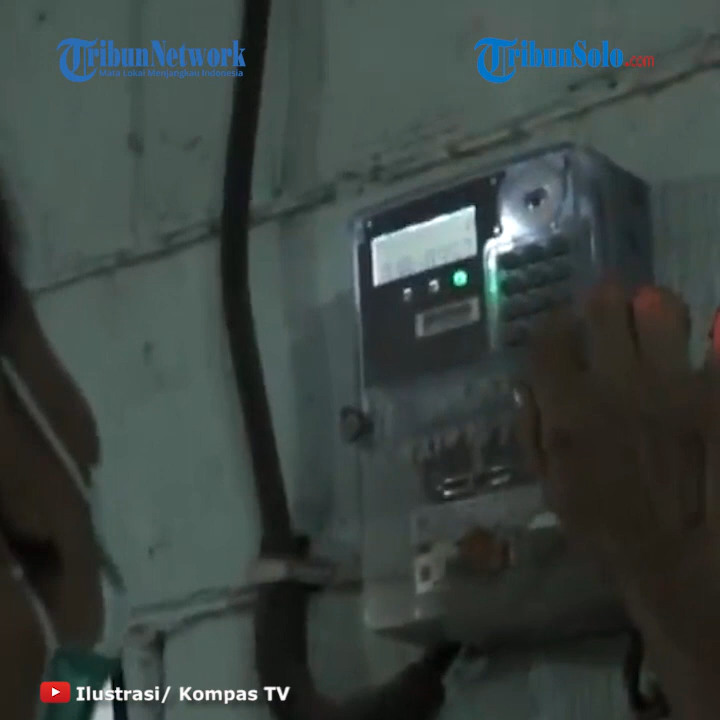 TribunNetwork
Mata Lokal Menjangkau Indonesia
TribunSolo.com
Ilustrasi/ Kompas TV